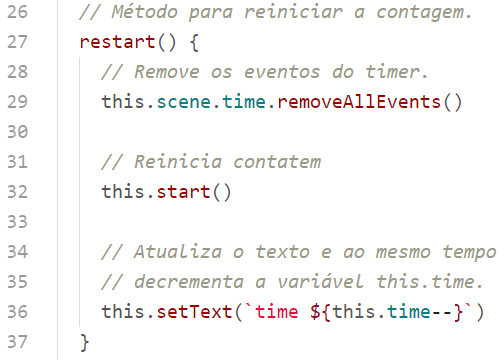 26 // Método para reiniciar a contagem.
27 restart() {
28 // Remove os eventos do timer.
29 this.scene.time.removeAllEvents()
30
31 // Reinicia contatem
32 this.start()
33
34 // Atualiza o texto e ao mesmo tempo
35 // decrementa a variável this.time.
36 this.setText(`time ${this.time--}`)
37 }